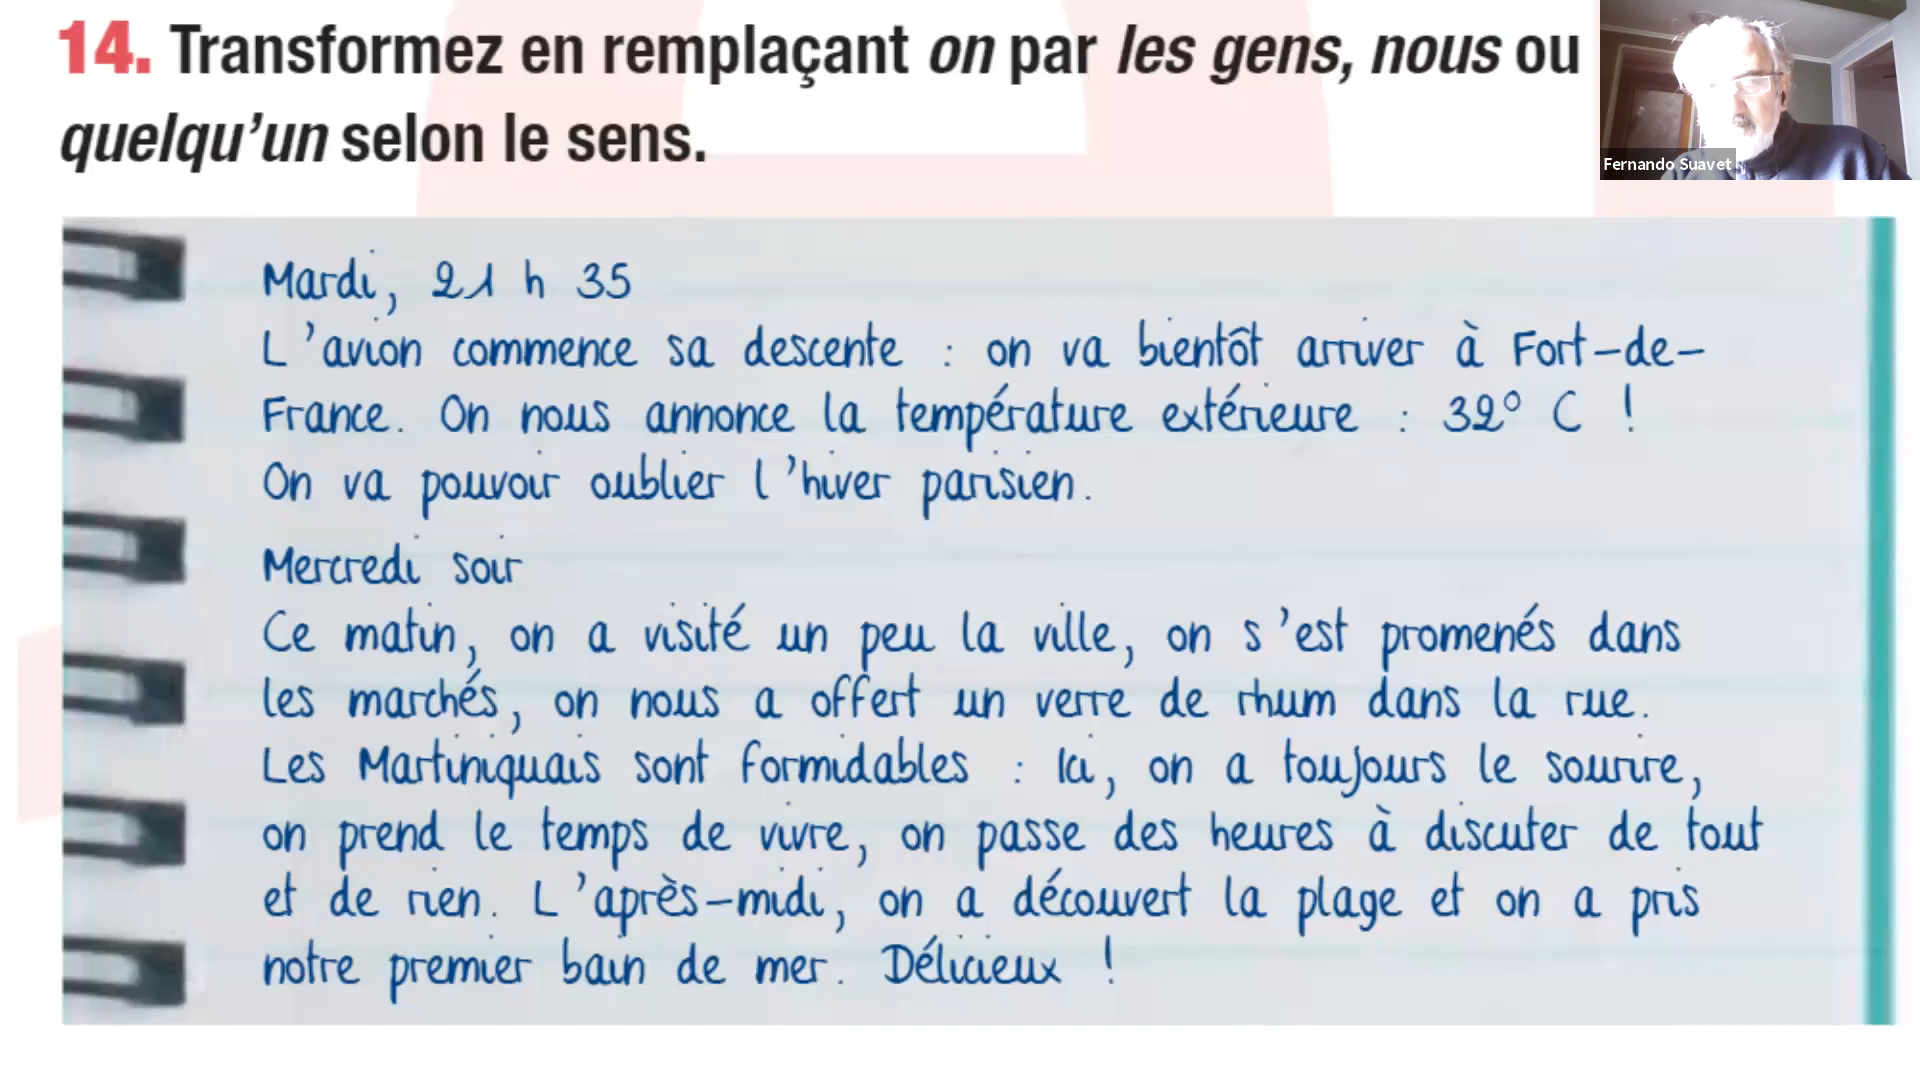 14. Transformez en remplaçant on par les gens, nous ou
quelqu'un selon le sens.
Fernando Suavet
Mardi, 21 h 35
L'avion commence sa descente : on va bientôt arriver à Fort-de-
France. On nous annonce la température extérieure : 32° C !
On va pouvoir oublier l'hiver parisien.
Mercredi soir
Ce matin, on a visité un peu la ville, on s'est promenés dans
les marchés, on nous a offert un verre de rhum dans la rue.
Les Martiniquais sont formidables : Ici, on a toujours le sourire,
on prend le temps de vivre, on passe des heures à discuter de tout
et de rien. L'après-midi, on a découvert la plage et on a pris
notre premier bain de mer. Délicieux !